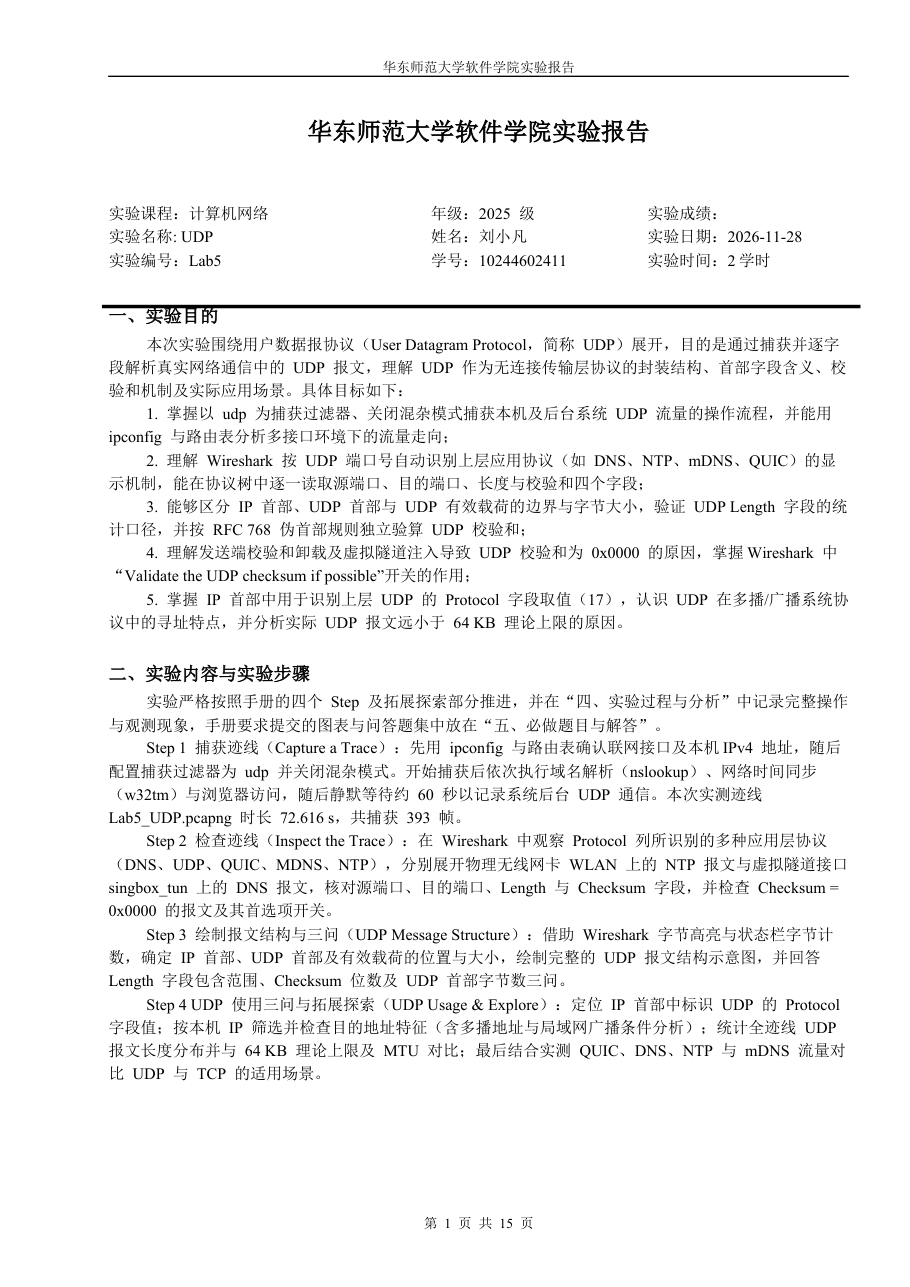 华东师范大学软件学院实验报告
华东师范大学软件学院实验报告
实验课程：计算机网络 年级：2025 级 实验成绩：
实验名称: UDP 姓名：刘小凡 实验日期：2026-11-28
实验编号：Lab5 学号：10244602411 实验时间：2 学时
一、实验目的
本次实验围绕用户数据报协议（User Datagram Protocol，简称 UDP）展开，目的是通过捕获并逐字
段解析真实网络通信中的 UDP 报文，理解 UDP 作为无连接传输层协议的封装结构、首部字段含义、校
验和机制及实际应用场景。具体目标如下：
1. 掌握以 udp 为捕获过滤器、关闭混杂模式捕获本机及后台系统 UDP 流量的操作流程，并能用
ipconfig 与路由表分析多接口环境下的流量走向；
2. 理解 Wireshark 按 UDP 端口号自动识别上层应用协议（如 DNS、NTP、mDNS、QUIC）的显
示机制，能在协议树中逐一读取源端口、目的端口、长度与校验和四个字段；
3. 能够区分 IP 首部、UDP 首部与 UDP 有效载荷的边界与字节大小，验证 UDP Length 字段的统
计口径，并按 RFC 768 伪首部规则独立验算 UDP 校验和；
4. 理解发送端校验和卸载及虚拟隧道注入导致 UDP 校验和为 0x0000 的原因，掌握 Wireshark 中
“Validate the UDP checksum if possible”开关的作用；
5. 掌握 IP 首部中用于识别上层 UDP 的 Protocol 字段取值（17），认识 UDP 在多播/广播系统协
议中的寻址特点，并分析实际 UDP 报文远小于 64 KB 理论上限的原因。
二、实验内容与实验步骤
实验严格按照手册的四个 Step 及拓展探索部分推进，并在“四、实验过程与分析”中记录完整操作
与观测现象，手册要求提交的图表与问答题集中放在“五、必做题目与解答”。
Step 1 捕获迹线（Capture a Trace）：先用 ipconfig 与路由表确认联网接口及本机 IPv4 地址，随后
配置捕获过滤器为 udp 并关闭混杂模式。开始捕获后依次执行域名解析（nslookup）、网络时间同步
（w32tm）与浏览器访问，随后静默等待约 60 秒以记录系统后台 UDP 通信。本次实测迹线
Lab5_UDP.pcapng 时长 72.616 s，共捕获 393 帧。
Step 2 检查迹线（Inspect the Trace）：在 Wireshark 中观察 Protocol 列所识别的多种应用层协议
（DNS、UDP、QUIC、MDNS、NTP），分别展开物理无线网卡 WLAN 上的 NTP 报文与虚拟隧道接口
singbox_tun 上的 DNS 报文，核对源端口、目的端口、Length 与 Checksum 字段，并检查 Checksum =
0x0000 的报文及其首选项开关。
Step 3 绘制报文结构与三问（UDP Message Structure）：借助 Wireshark 字节高亮与状态栏字节计
数，确定 IP 首部、UDP 首部及有效载荷的位置与大小，绘制完整的 UDP 报文结构示意图，并回答
Length 字段包含范围、Checksum 位数及 UDP 首部字节数三问。
Step 4 UDP 使用三问与拓展探索（UDP Usage & Explore）：定位 IP 首部中标识 UDP 的 Protocol
字段值；按本机 IP 筛选并检查目的地址特征（含多播地址与局域网广播条件分析）；统计全迹线 UDP
报文长度分布并与 64 KB 理论上限及 MTU 对比；最后结合实测 QUIC、DNS、NTP 与 mDNS 流量对
比 UDP 与 TCP 的适用场景。
第 1 页 共 15 页